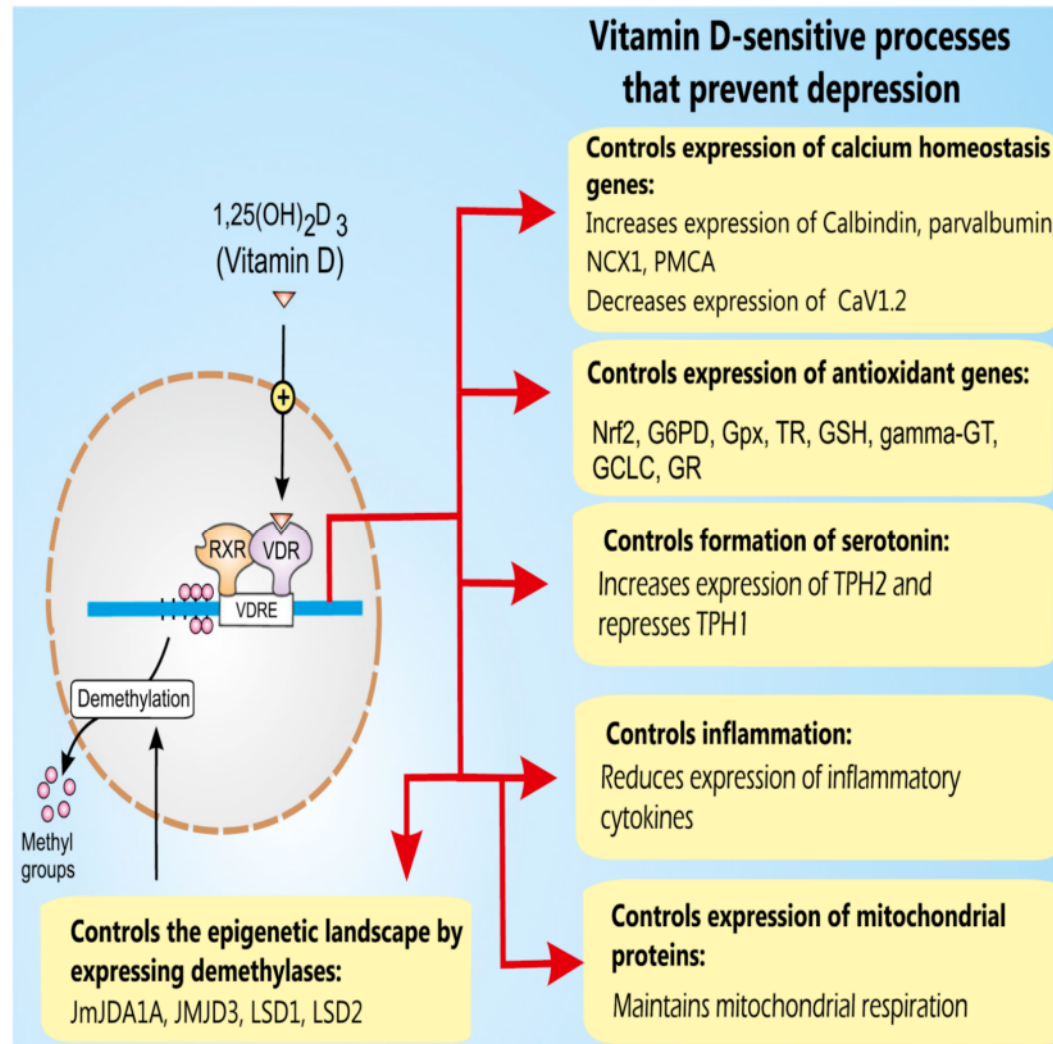 Vitamin D-sensitive processes
that prevent depression
1,25(OH)₂D₃
(Vitamin D)
+
RXR
VDR
VDRE
Demethylation
Methyl
groups
Controls expression of calcium homeostasis
genes:
Increases expression of Calbindin, parvalbumin,
NCX1, PMCA
Decreases expression of CaV1.2
Controls expression of antioxidant genes:
Nrf2, G6PD, Gpx, TR, GSH, gamma-GT,
GCLC, GR
Controls formation of serotonin:
Increases expression of TPH2 and
represses TPH1
Controls inflammation:
Reduces expression of inflammatory
cytokines
Controls expression of mitochondrial
proteins:
Maintains mitochondrial respiration
Controls the epigenetic landscape by
expressing demethylases:
JmJDA1A, JMJD3, LSD1, LSD2